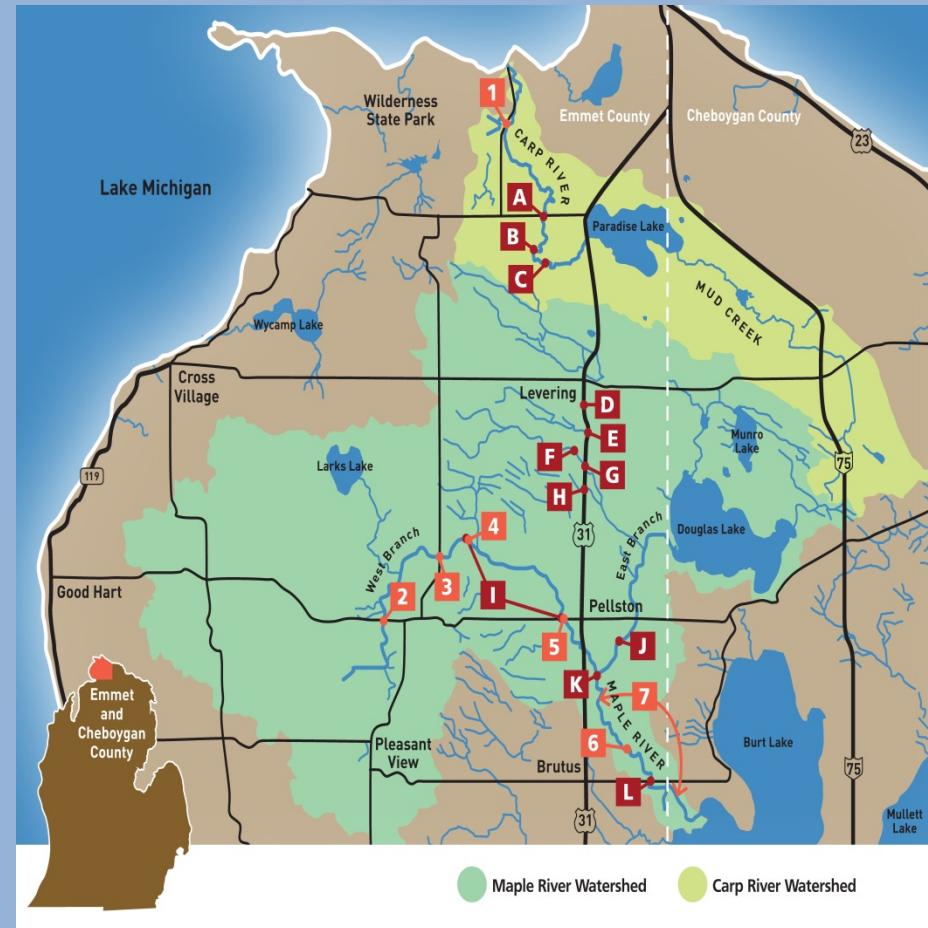 1
Wilderness
State Park
Emmet County
Cheboygan County
23
CARP RIVER
Lake Michigan
A
Paradise Lake
B
C
MUD CREEK
Wycamp Lake
Cross
Village
Levering
D
E
F
G
H
Munro
Lake
Larks Lake
75
119
31
Douglas Lake
4
West Branch
East Branch
3
I
Good Hart
2
Pellston
5
J
K
7
MAPLE RIVER
Emmet
and
Cheboygan
County
Pleasant
View
6
Brutus
Burt Lake
L
75
31
Mullett
Lake
Maple River Watershed
Carp River Watershed